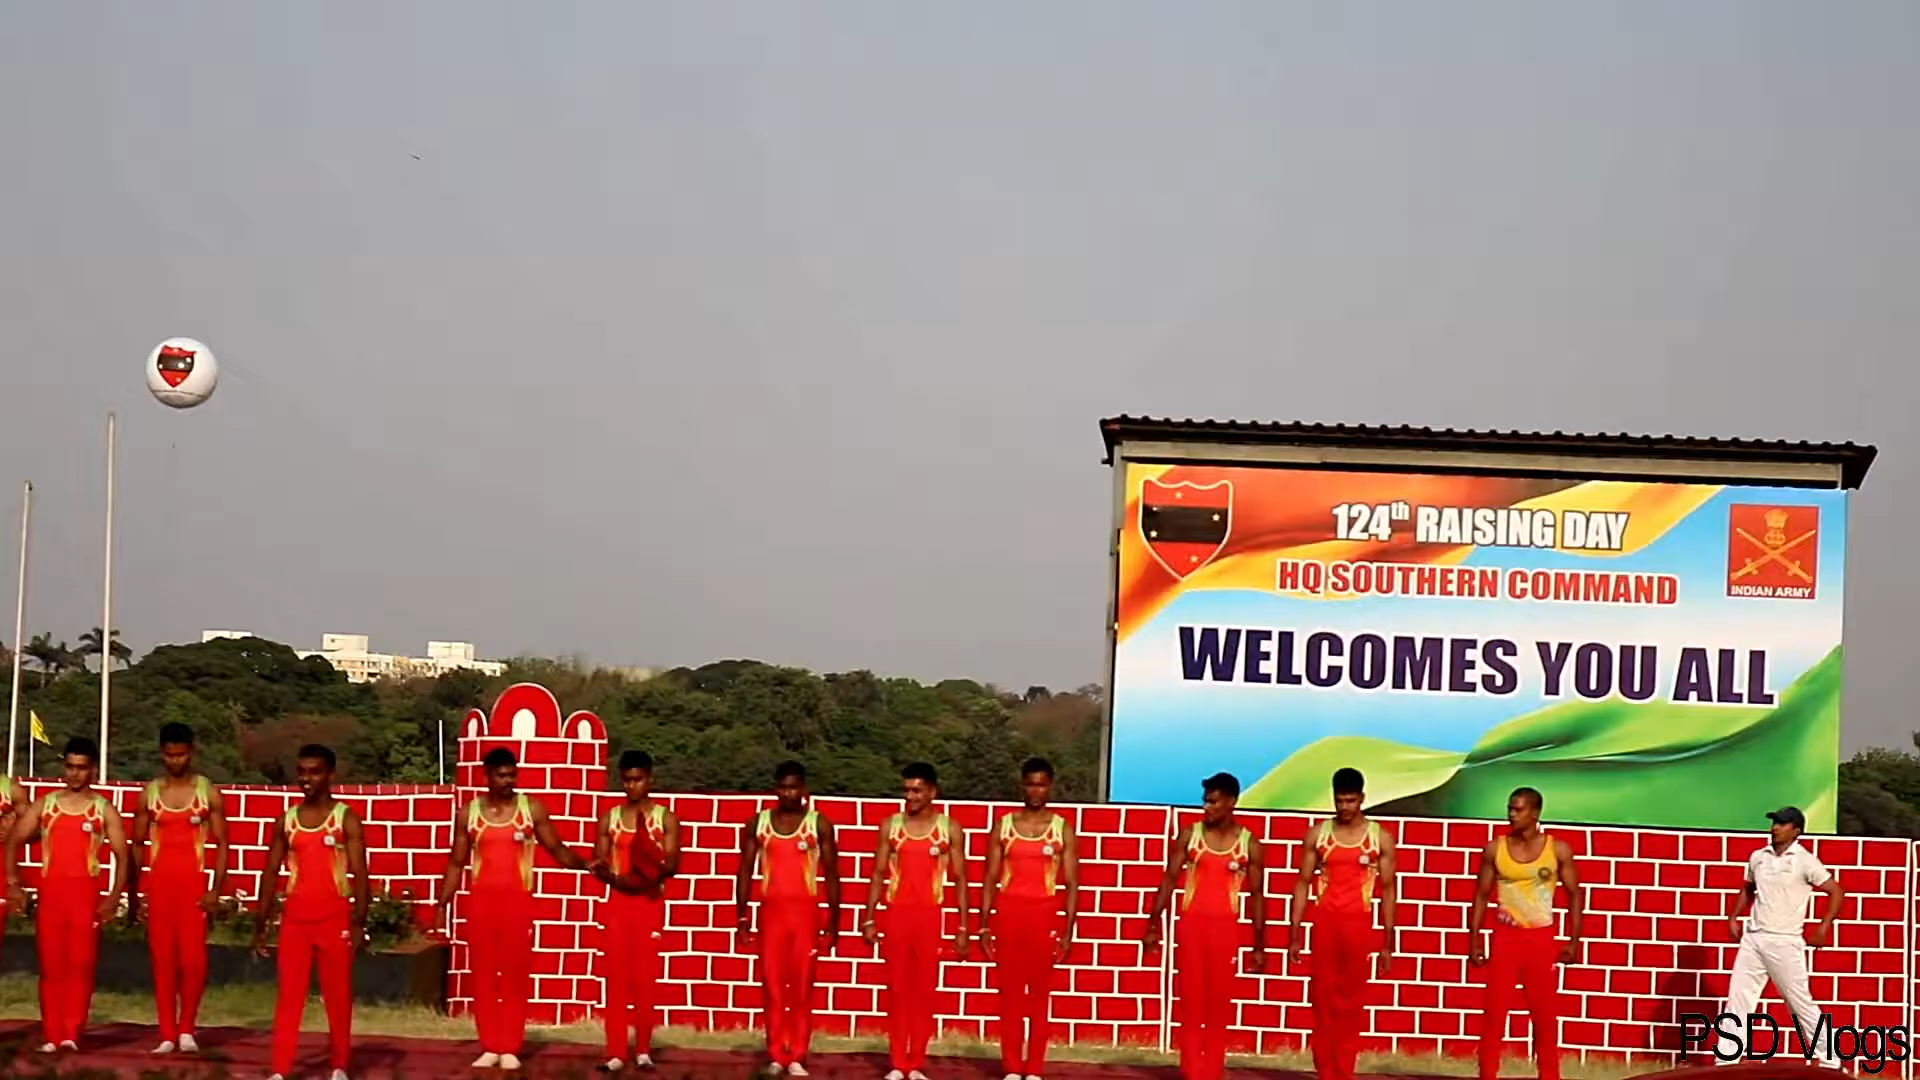 124th RAISING DAY
HQ SOUTHERN COMMAND
INDIAN ARMY
WELCOMES YOU ALL
PSD Vlogs